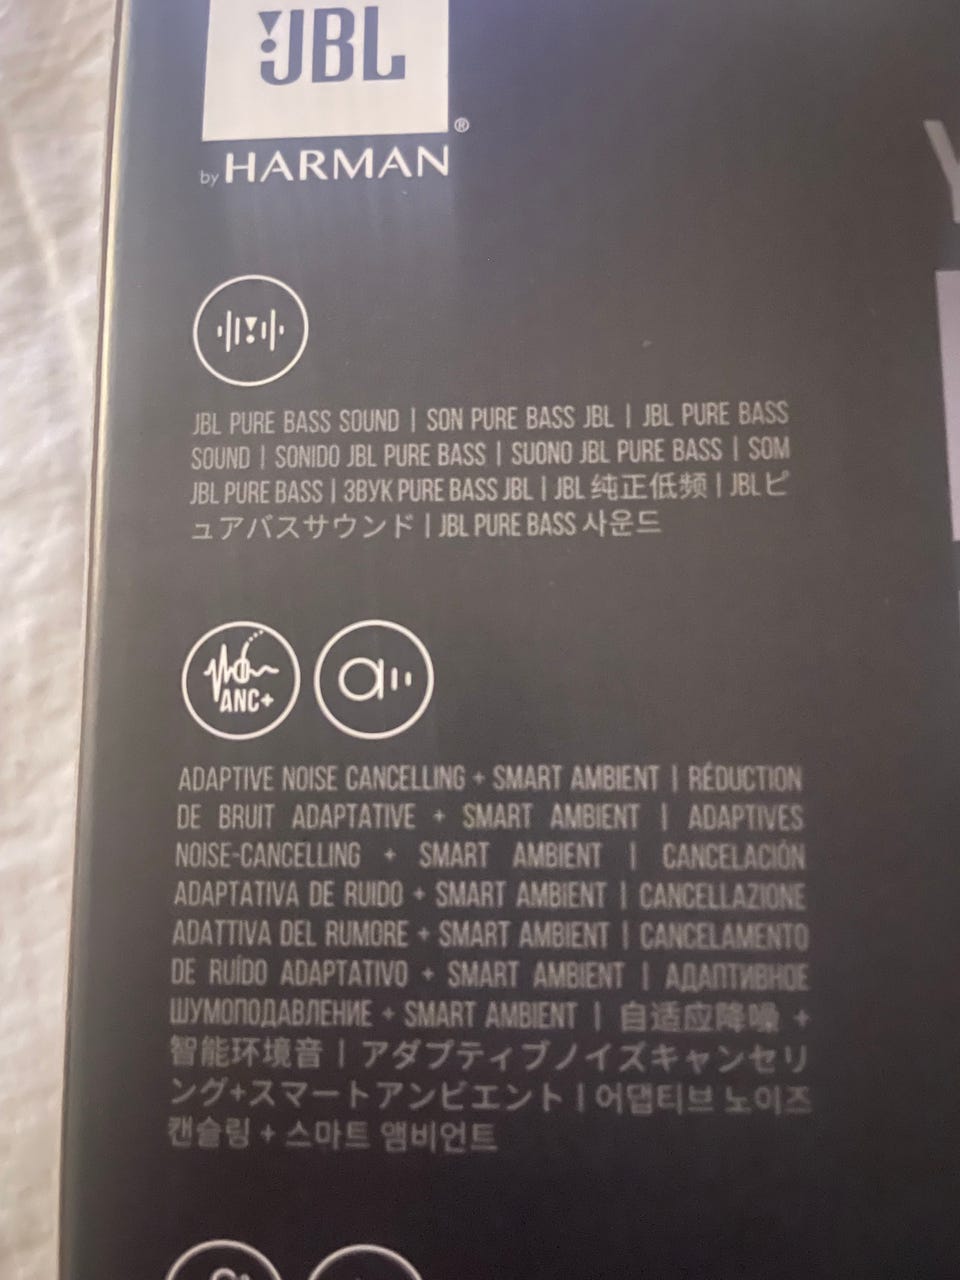 JBL
®
by HARMAN
JBL PURE BASS SOUND | SON PURE BASS JBL | JBL PURE BASS
SOUND | SONIDO JBL PURE BASS | SUONO JBL PURE BASS | SOM
JBL PURE BASS | ЗВУК PURE BASS JBL | JBL 纯正低频 | JBL ピ
ュアバスサウンド | JBL PURE BASS 사운드
ANC+
ADAPTIVE NOISE CANCELLING + SMART AMBIENT | RÉDUCTION
DE BRUIT ADAPTATIVE + SMART AMBIENT | ADAPTIVES
NOISE-CANCELLING + SMART AMBIENT | CANCELACIÓN
ADAPTATIVA DE RUIDO + SMART AMBIENT | CANCELLAZIONE
ADATTIVA DEL RUMORE + SMART AMBIENT | CANCELAMENTO
DE RUÍDO ADAPTATIVO + SMART AMBIENT | АДАПТИВНОЕ
ШУМОПОДАВЛЕНИЕ + SMART AMBIENT | 自适应降噪 +
智能环境音 | アダプティブノイズキャンセリ
ング+スマートアンビエント | 어댑티브 노이즈
캔슬링 + 스마트 앰비언트